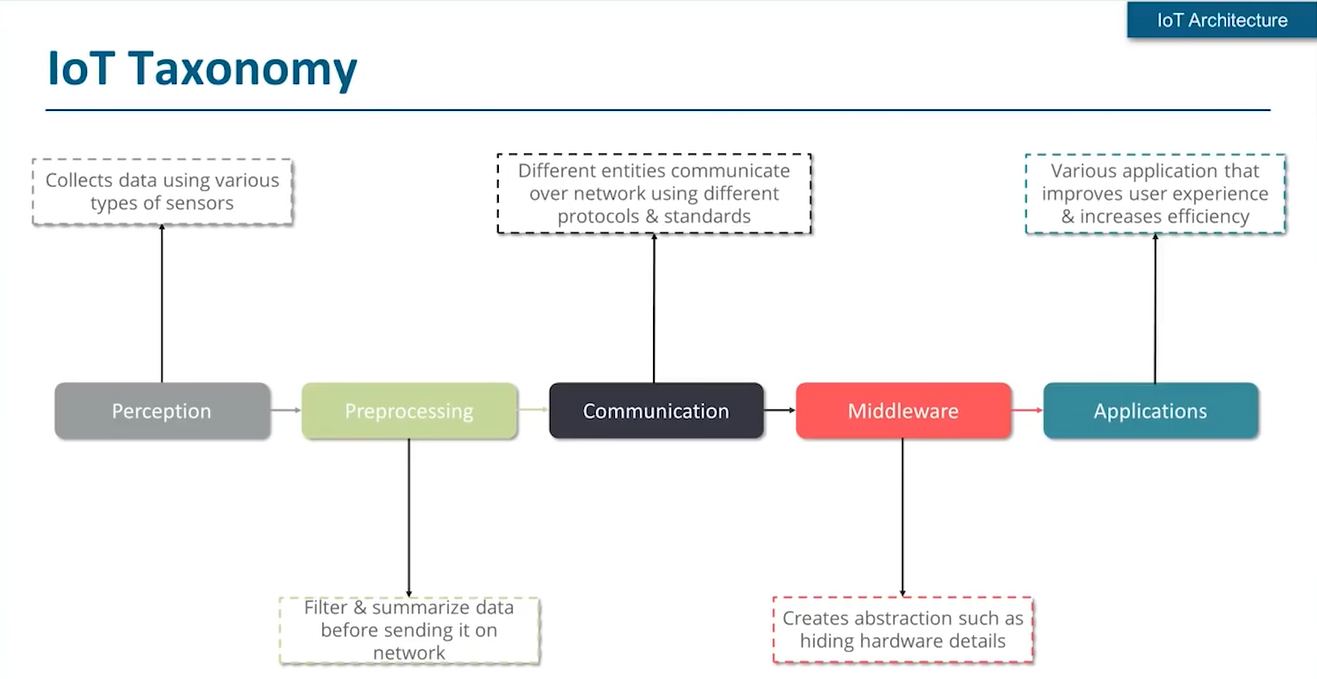 IoT Architecture
IoT Taxonomy
Collects data using various
types of sensors
Different entities communicate
over network using different
protocols & standards
Various application that
improves user experience
& increases efficiency
Perception
Preprocessing
Communication
Middleware
Applications
Filter & summarize data
before sending it on
network
Creates abstraction such as
hiding hardware details